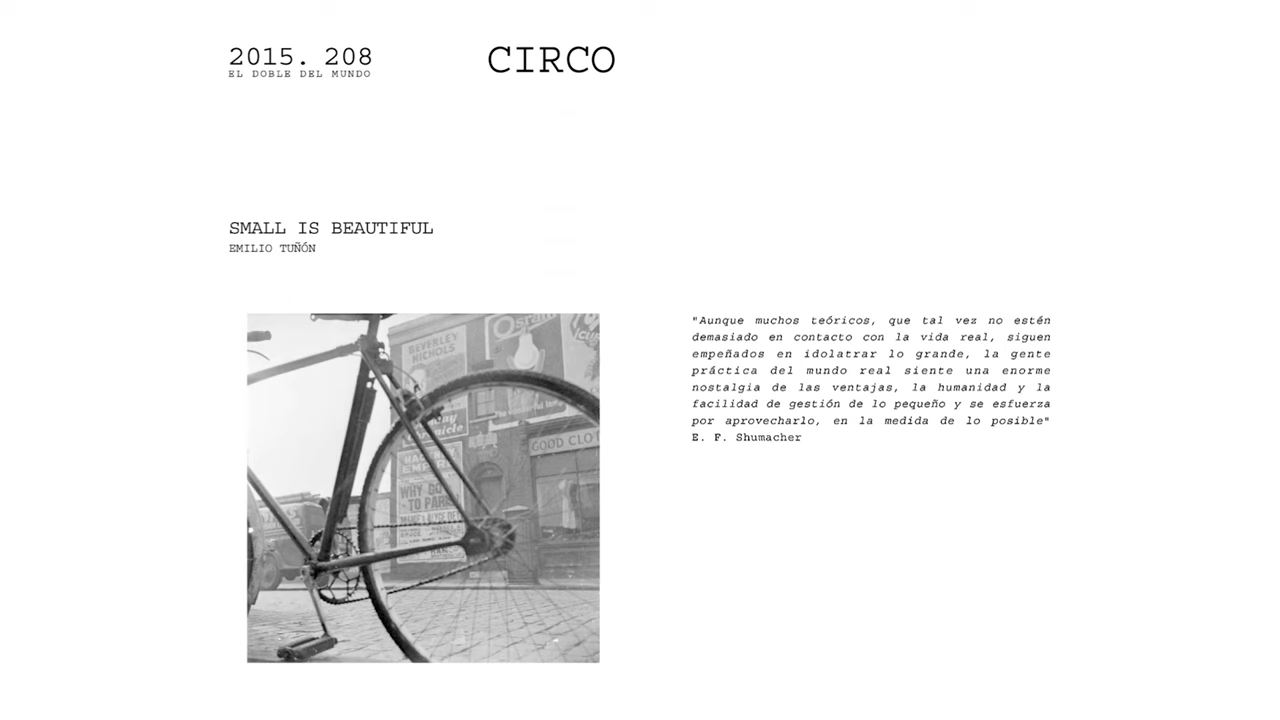 2015. 208
EL DOBLE DEL MUNDO
CIRCO
SMALL IS BEAUTIFUL
EMILIO TUÑÓN
BEVERLEY
NICHOLS
Osram
HACKNEY
EMPIRE
WHY GO
TO PARI
GOOD CLO
"Aunque muchos teóricos, que tal vez no estén
demasiado en contacto con la vida real, siguen
empeñados en idolatrar lo grande, la gente
práctica del mundo real siente una enorme
nostalgia de las ventajas, la humanidad y la
facilidad de gestión de lo pequeño y se esfuerza
por aprovecharlo, en la medida de lo posible"
E. F. Shumacher